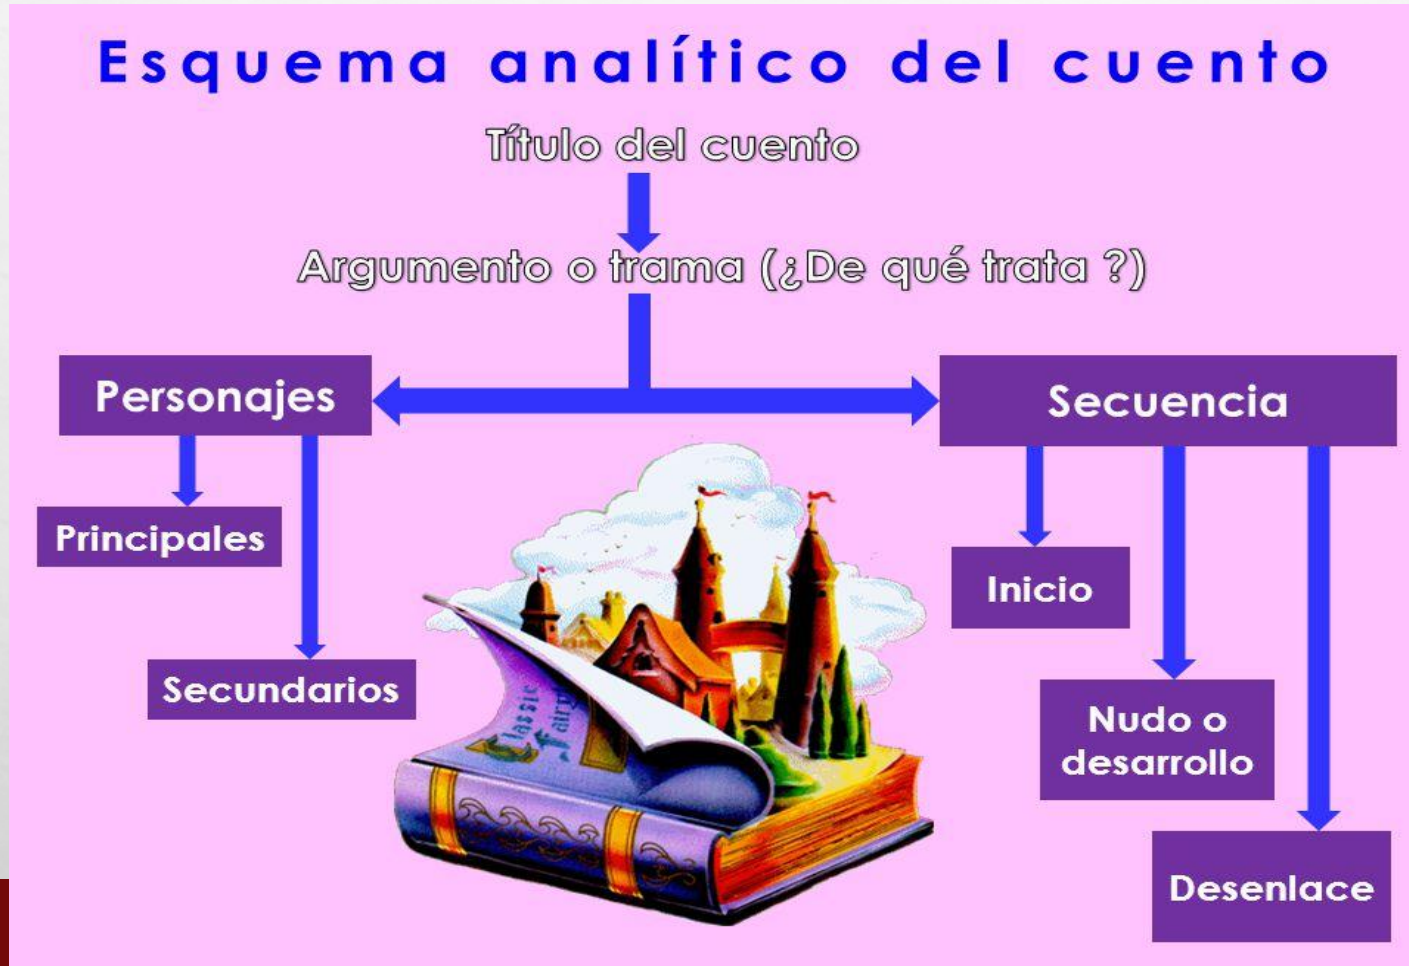 Esquema analítico del cuento
Título del cuento
Argumento o trama (¿De qué trata ?)
Personajes
Secuencia
Principales
Secundarios
Inicio
Nudo o
desarrollo
Desenlace
Classic